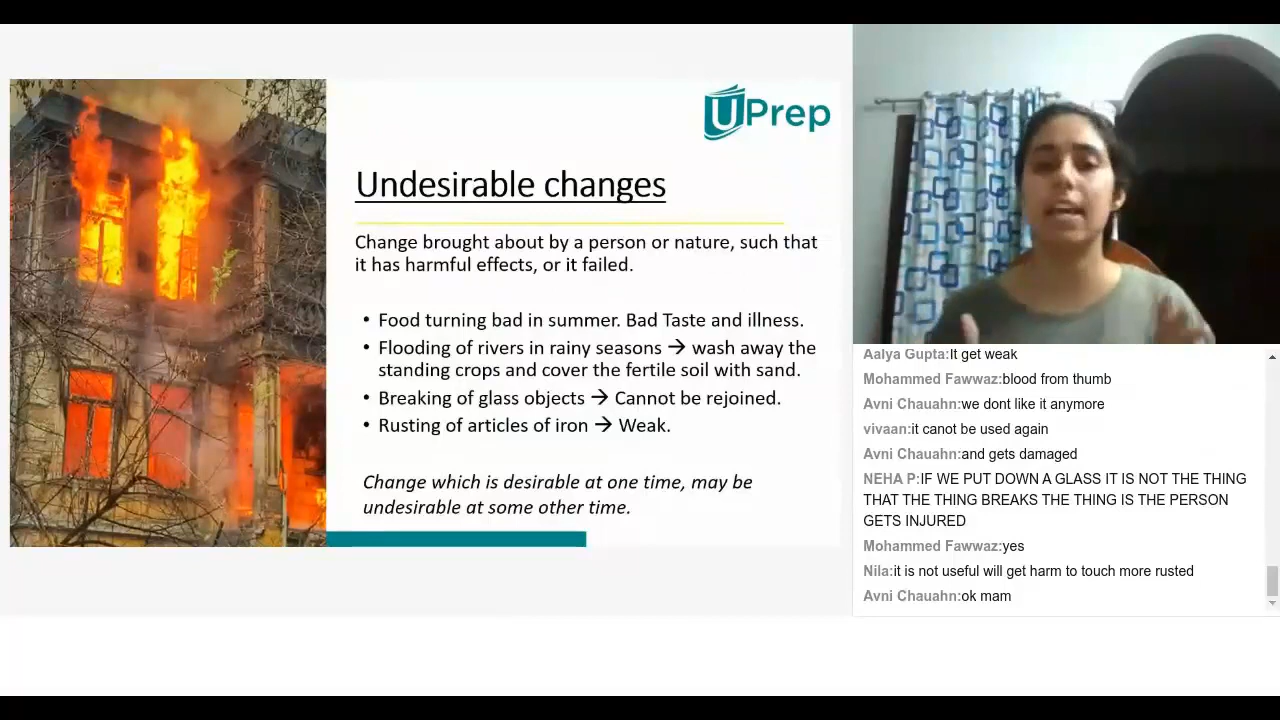 UPrep
Undesirable changes
Change brought about by a person or nature, such that
it has harmful effects, or it failed.
• Food turning bad in summer. Bad Taste and illness.
• Flooding of rivers in rainy seasons → wash away the
standing crops and cover the fertile soil with sand.
• Breaking of glass objects → Cannot be rejoined.
• Rusting of articles of iron → Weak.
Change which is desirable at one time, may be
undesirable at some other time.
Aalya Gupta:It get weak
Mohammed Fawwaz:blood from thumb
Avni Chauahn:we dont like it anymore
vivaan:it canot be used again
Avni Chauahn:and gets damaged
NEHA P:IF WE PUT DOWN A GLASS IT IS NOT THE THING
THAT THE THING BREAKS THE THING IS THE PERSON
GETS INJURED
Mohammed Fawwaz:yes
Nila:it is not useful will get harm to touch more rusted
Avni Chauahn:ok mam